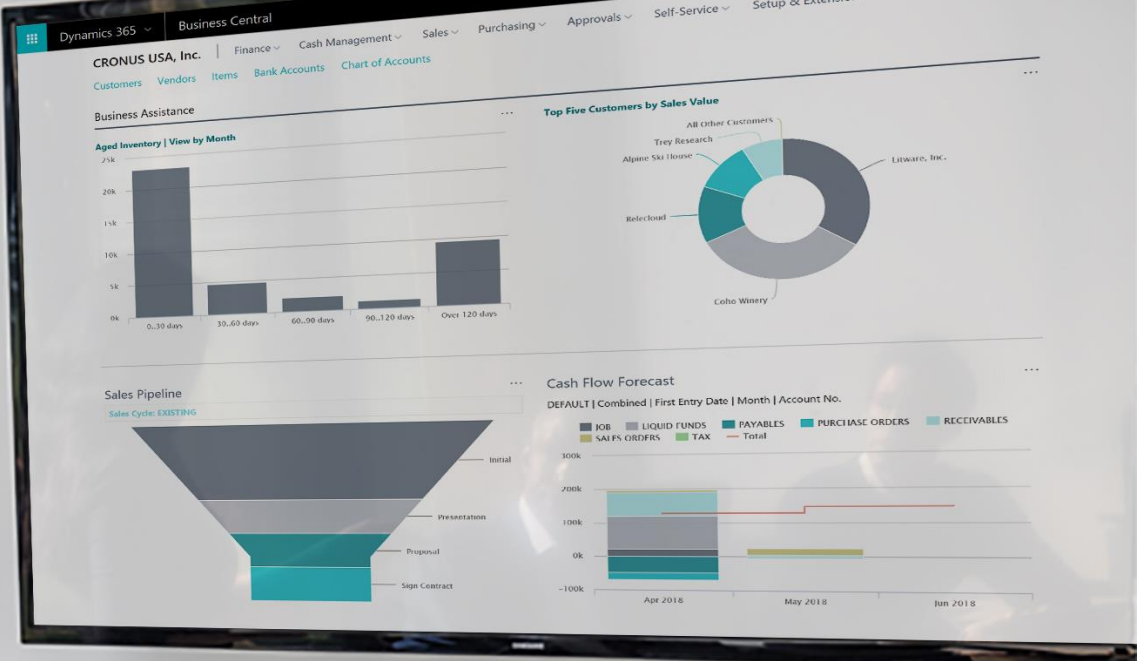 Dynamics 365
Business Central
CRONUS USA, Inc.
Finance
Cash Management
Sales
Purchasing
Approvals
Self-Service
Setup &
Customers
Vendors
Items
Bank Accounts
Chart of Accounts
Business Assistance
Aged Inventory | View by Month
25k
20k
15k
10k
5k
0k
0..30 days
30..60 days
60..90 days
90..120 days
Over 120 days
Top Five Customers by Sales Value
All Other Customers
Trey Research
Alpine Ski House
Relecloud
Coho Winery
Litware, Inc.
Sales Pipeline
Sales Cycle: EXISTING
Initial
Presentation
Proposal
Sign Contract
Cash Flow Forecast
DEFAULT | Combined | First Entry Date | Month | Account No.
JOB
LIQUID FUNDS
PAYABLES
PURCHASE ORDERS
RECEIVABLES
SALES ORDERS
TAX
Total
300k
200k
100k
0k
-100k
Apr 2018
May 2018
Jun 2018
SAMSUNG